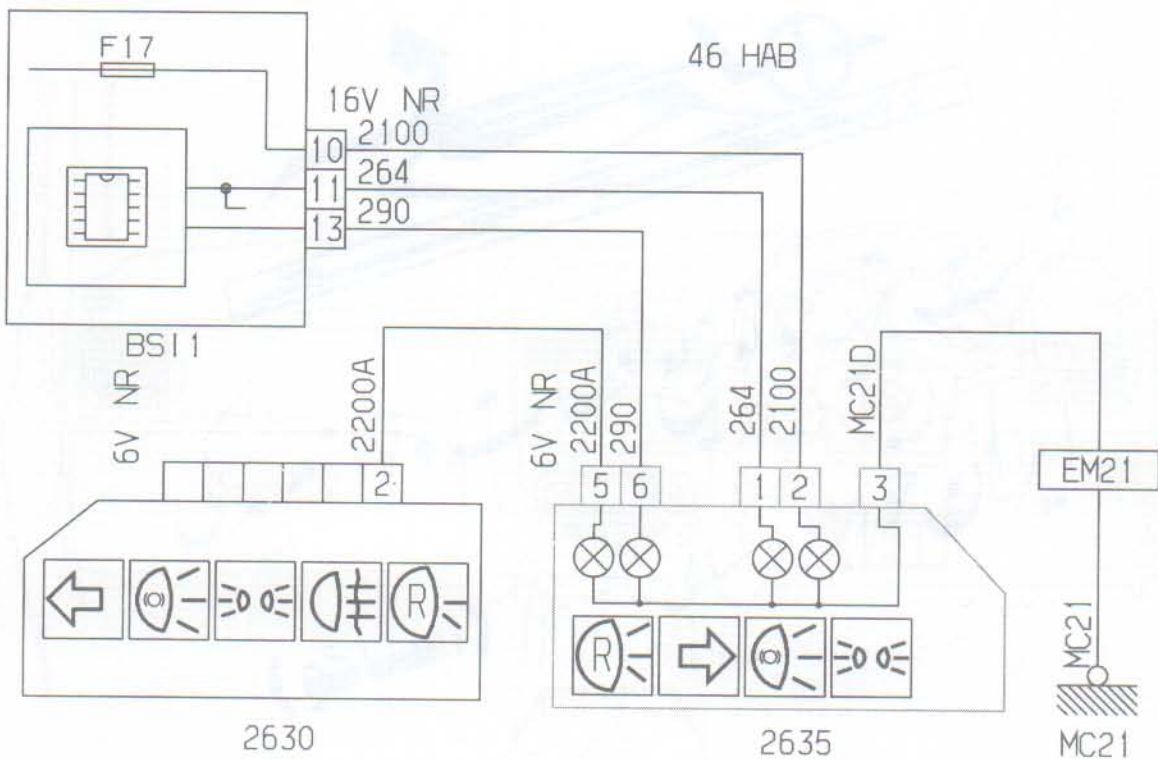 F17
46 HAB
16V NR
10 2100
11 264
13 290
BSI1
6V NR
2200A
6V NR
2200A
290
264
2100
MC21D
2
5 6 1 2 3
EM21
R
R
MC21
2630
2635
MC21